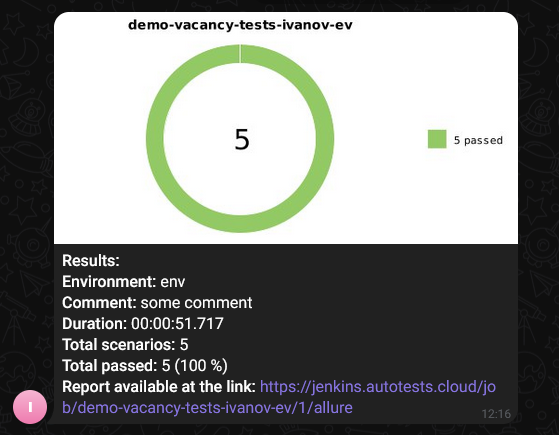 demo-vacancy-tests-ivanov-ev
5
5 passed
Results:
Environment: env
Comment: some comment
Duration: 00:00:51.717
Total scenarios: 5
Total passed: 5 (100 %)
Report available at the link: https://jenkins.autotests.cloud/jo
b/demo-vacancy-tests-ivanov-ev/1/allure
I
12:16